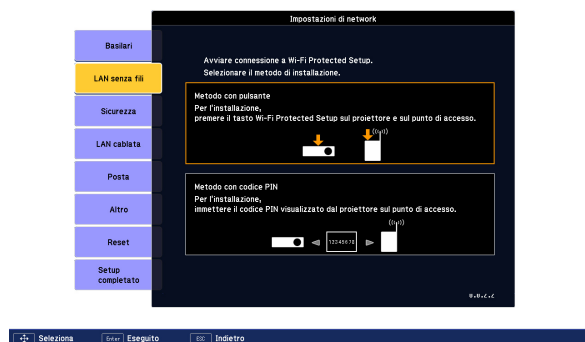 Impostazioni di network
Basilari
LAN senza fili
Sicurezza
LAN cablata
Posta
Altro
Reset
Setup
completato
Avviare connessione a Wi-Fi Protected Setup.
Selezionare il metodo di installazione.
Metodo con pulsante
Per l'installazione,
premere il tasto Wi-Fi Protected Setup sul proiettore e sul punto di accesso.
Metodo con codice PIN
Per l'installazione,
immettere il codice PIN visualizzato dal proiettore sul punto di accesso.
12345678
Seleziona
Enter Eseguito
ESC Indietro